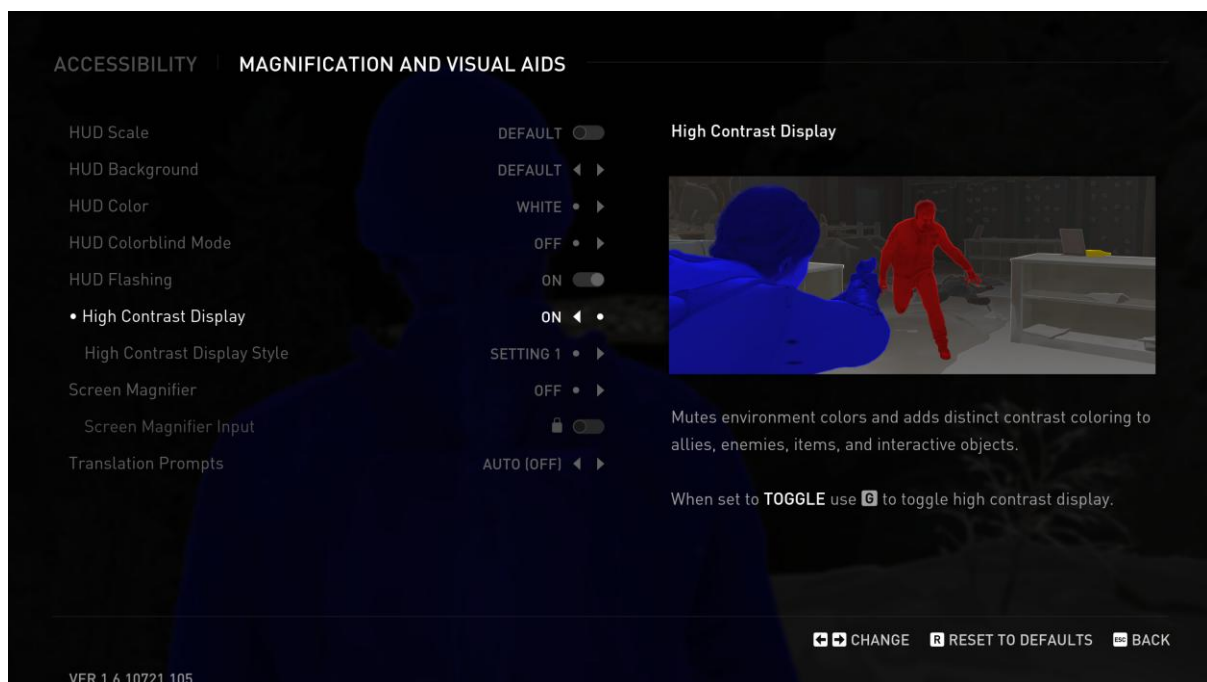 ACCESSIBILITY MAGNIFICATION AND VISUAL AIDS
HUD Scale DEFAULT
HUD Background DEFAULT
HUD Color WHITE
HUD Colorblind Mode OFF
HUD Flashing ON
• High Contrast Display ON
High Contrast Display Style SETTING 1
Screen Magnifier OFF
Screen Magnifier Input
Translation Prompts AUTO (OFF)
High Contrast Display
Mutes environment colors and adds distinct contrast coloring to
allies, enemies, items, and interactive objects.
When set to TOGGLE use G to toggle high contrast display.
CHANGE R RESET TO DEFAULTS ESC BACK
VER 1.6.10721.105